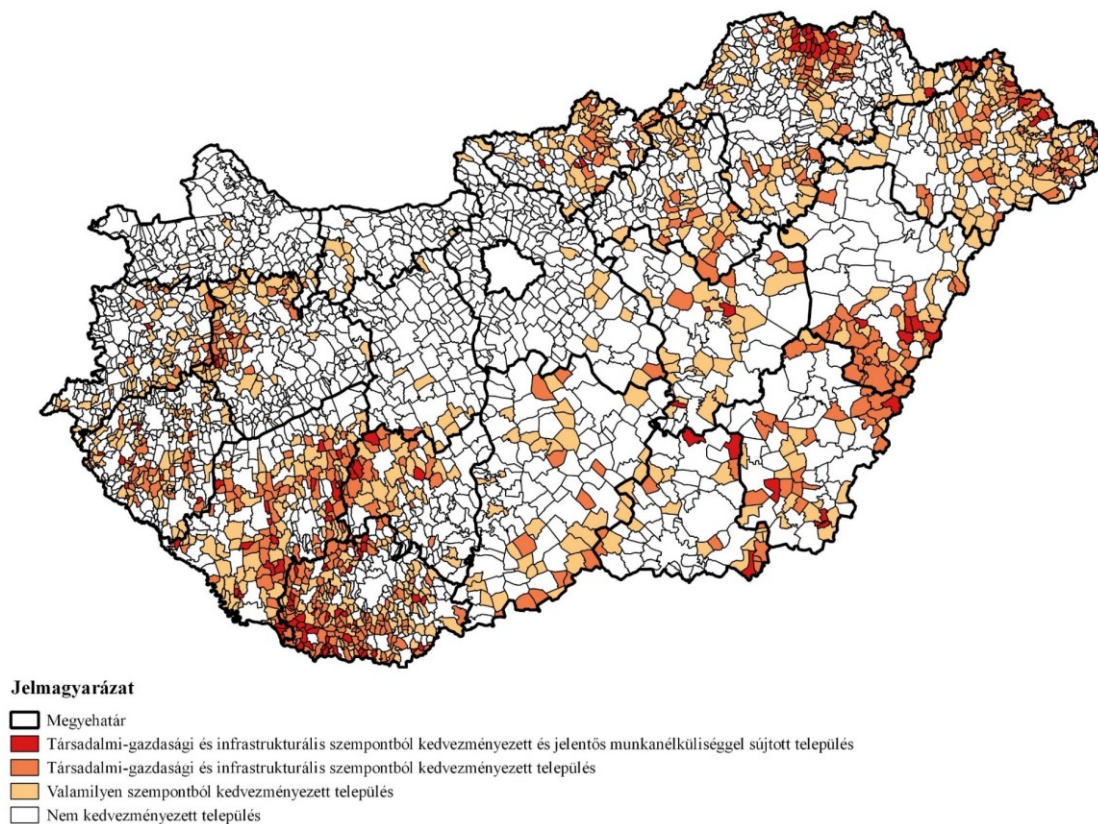 Jelmagyarázat
Megyehatár
Társadalmi-gazdasági és infrastrukturális szempontból kedvezményezett és jelentős munkanélküliséggel sújtott település
Társadalmi-gazdasági és infrastrukturális szempontból kedvezményezett település
Valamilyen szempontból kedvezményezett település
Nem kedvezményezett település